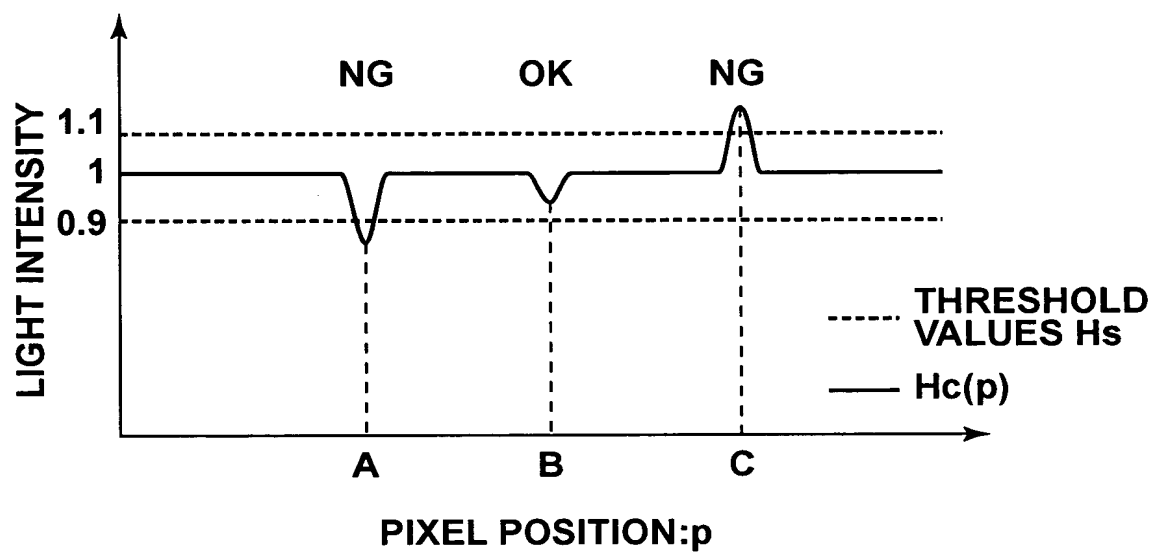 NG OK NG
LIGHT INTENSITY
1.1
1
0.9
THRESHOLD
VALUES Hs
Hc(p)
A B C
PIXEL POSITION:p